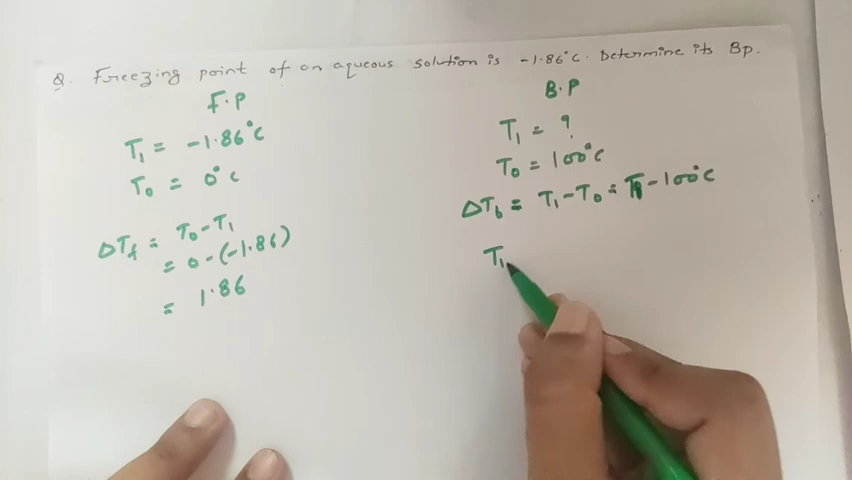 Q. Freezing point of an aqueous solution is -1.86°C. Determine its Bp.
F.P
T₁ = -1.86°C
T₀ = 0°C
ΔTf = T₀-T₁
= 0-(-1.86)
= 1.86
B.P
T₁ = ?
T₀ = 100°C
ΔTb = T₁-T₀ = T₁-100°C
T₁